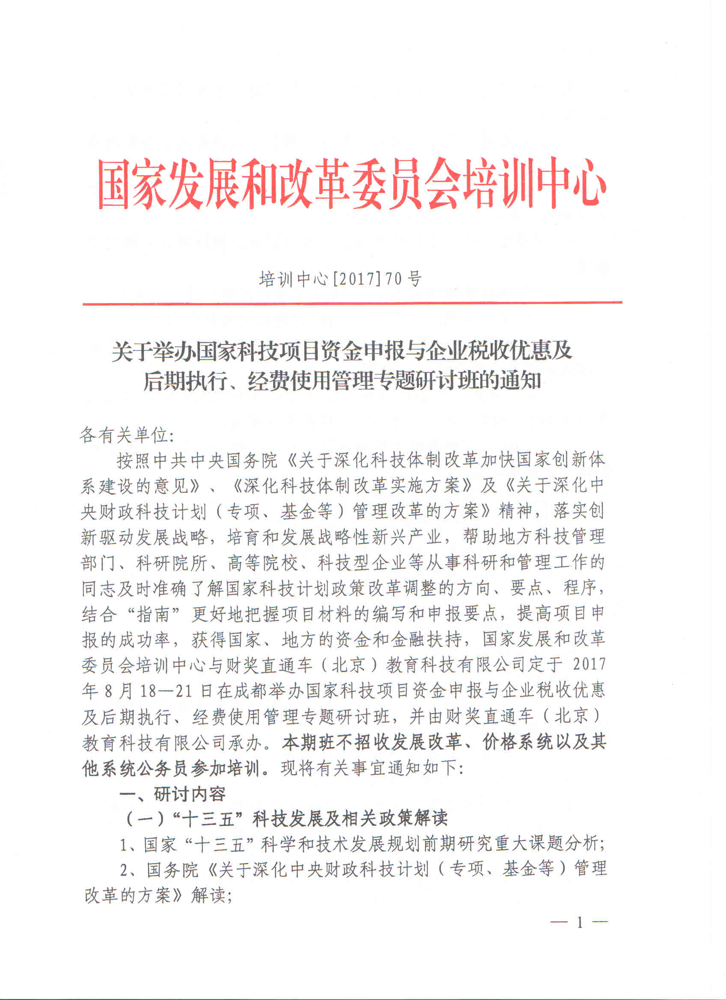 国家发展和改革委员会培训中心
培训中心[2017]70号
关于举办国家科技项目资金申报与企业税收优惠及
后期执行、经费使用管理专题研讨班的通知
各有关单位:
按照中共中央国务院《关于深化科技体制改革加快国家创新体
系建设的意见》、《深化科技体制改革实施方案》及《关于深化中
央财政科技计划（专项、基金等）管理改革的方案》精神，落实创
新驱动发展战略，培育和发展战略性新兴产业，帮助地方科技管理
部门、科研院所、高等院校、科技型企业等从事科研和管理工作的
同志及时准确了解国家科技计划政策改革调整的方向、要点、程序，
结合“指南”更好地把握项目材料的编写和申报要点，提高项目申
报的成功率，获得国家、地方的资金和金融扶持，国家发展和改革
委员会培训中心与财奖直通车（北京）教育科技有限公司定于 2017
年 8 月 18—21 日在成都举办国家科技项目资金申报与企业税收优惠
及后期执行、经费使用管理专题研讨班，并由财奖直通车（北京）
教育科技有限公司承办。本期班不招收发展改革、价格系统以及其
他系统公务员参加培训。现将有关事宜通知如下:
一、研讨内容
（一）“十三五”科技发展及相关政策解读
1、国家“十三五”科学和技术发展规划前期研究重大课题分析;
2、国务院《关于深化中央财政科技计划（专项、基金等）管理
改革的方案》解读;
— 1 —